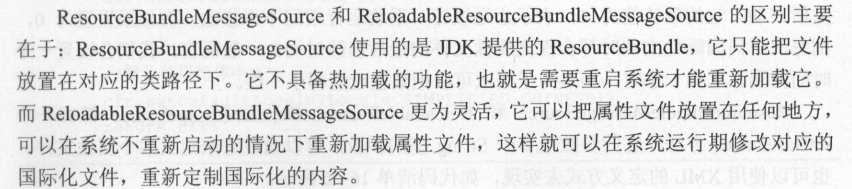 ResourceBundleMessageSource 和 ReloadableResourceBundleMessageSource 的区别主要
在于：ResourceBundleMessageSource 使用的是 JDK 提供的 ResourceBundle，它只能把文件
放置在对应的类路径下。它不具备热加载的功能，也就是需要重启系统才能重新加载它。
而 ReloadableResourceBundleMessageSource 更为灵活，它可以把属性文件放置在任何地方，
可以在系统不重新启动的情况下重新加载属性文件，这样就可以在系统运行期修改对应的
国际化文件，重新定制国际化的内容。